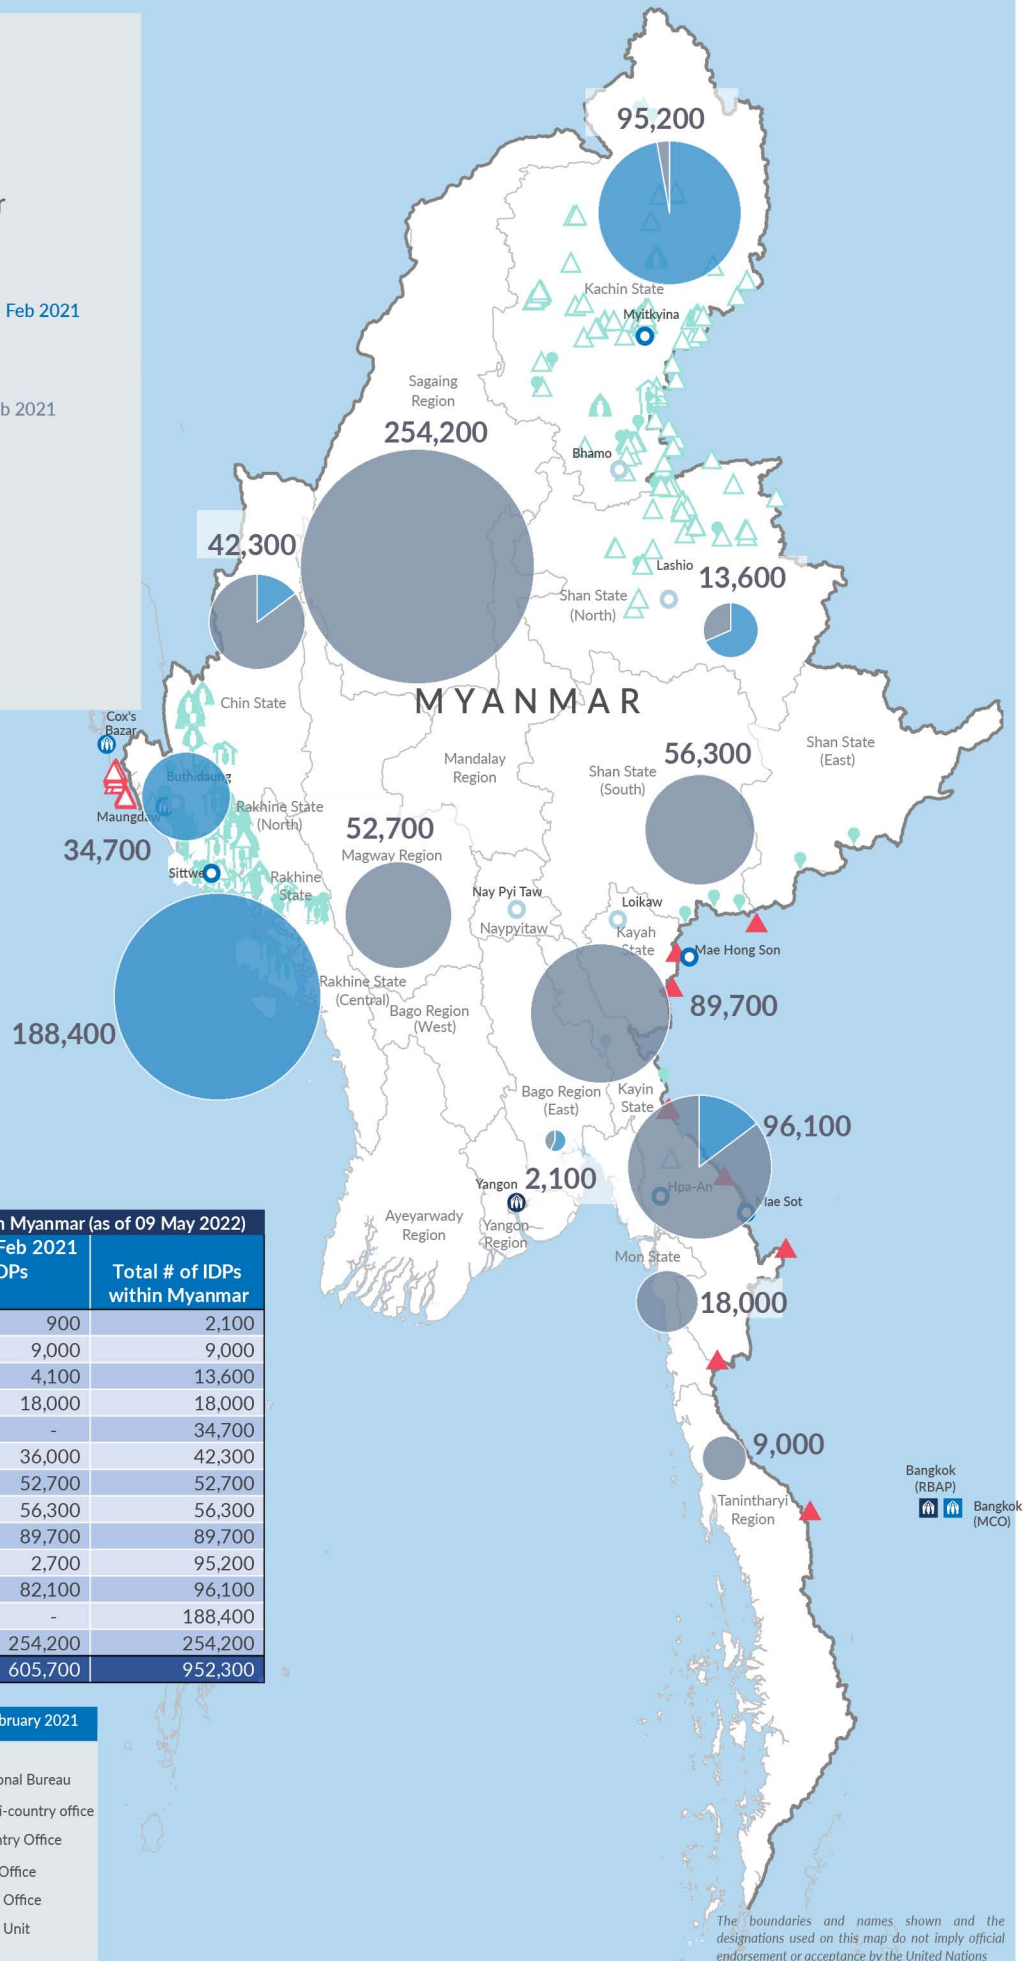 r
Feb 2021
b 2021
95,200
Kachin State
Myitkyina
Sagaing
Region
254,200
Bhamo
42,300
Lashio
13,600
Shan State
(North)
Chin State
MYANMAR
Cox's
Bazar
Buthidaung
Maungdaw
34,700
Rakhine State
(North)
Sittwe
Rakhine
State
Mandalay
Region
56,300
Shan State
(South)
Shan State
(East)
52,700
Magway Region
Nay Pyi Taw
Naypyitaw
Loikaw
Kayah
State
Mae Hong Son
89,700
Rakhine State
(Central)
188,400
Bago Region
(West)
Bago Region
(East)
Kayin
State
96,100
2,100
Yangon
Hpa-An
Mae Sot
Ayeyarwady
Region
Yangon
Region
Mon State
18,000
9,000
Tanintharyi
Region
Bangkok
(RBAP)
Bangkok
(MCO)
n Myanmar (as of 09 May 2022)
Feb 2021
DPs
Total # of IDPs
within Myanmar
900 2,100
9,000 9,000
4,100 13,600
18,000 18,000
- 34,700
36,000 42,300
52,700 52,700
56,300 56,300
89,700 89,700
2,700 95,200
82,100 96,100
- 188,400
254,200 254,200
605,700 952,300
bruary 2021
onal Bureau
i-country office
ntry Office
Office
Office
Unit
The boundaries and names shown and the
designations used on this map do not imply official
endorsement or acceptance by the United Nations